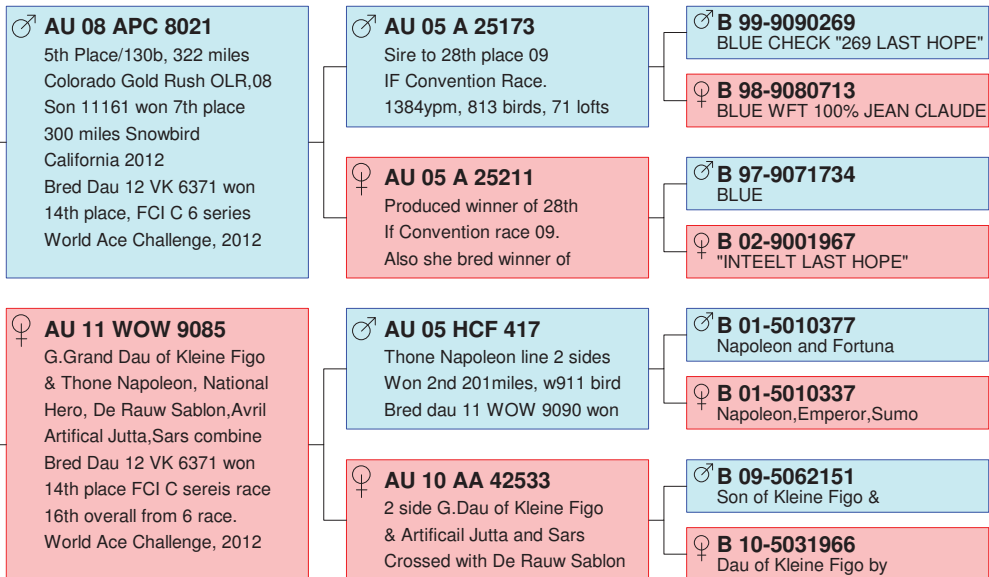 AU 08 APC 8021
5th Place/130b, 322 miles
Colorado Gold Rush OLR,08
Son 11161 won 7th place
300 miles Snowbird
California 2012
Bred Dau 12 VK 6371 won
14th place, FCI C 6 series
World Ace Challenge, 2012
AU 11 WOW 9085
G.Grand Dau of Kleine Figo
& Thone Napoleon, National
Hero, De Rauw Sablon,Avril
Artifical Jutta,Sars combine
Bred Dau 12 VK 6371 won
14th place FCI C sereis race
16th overall from 6 race.
World Ace Challenge, 2012
AU 05 A 25173
Sire to 28th place 09
IF Convention Race.
1384ypm, 813 birds, 71 lofts
AU 05 A 25211
Produced winner of 28th
If Convention race 09.
Also she bred winner of
AU 05 HCF 417
Thone Napoleon line 2 sides
Won 2nd 201miles, w911 bird
Bred dau 11 WOW 9090 won
AU 10 AA 42533
2 side G.Dau of Kleine Figo
& Artificail Jutta and Sars
Crossed with De Rauw Sablon
B 99-9090269
BLUE CHECK "269 LAST HOPE"
B 98-9080713
BLUE WFT 100% JEAN CLAUDE
B 97-9071734
BLUE
B 02-9001967
"INTEELT LAST HOPE"
B 01-5010377
Napoleon and Fortuna
B 01-5010337
Napoleon,Emperor,Sumo
B 09-5062151
Son of Kleine Figo &
B 10-5031966
Dau of Kleine Figo by